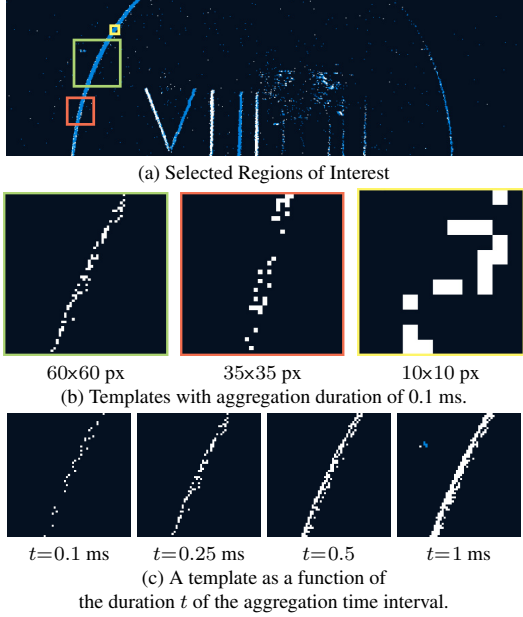 (a) Selected Regions of Interest
60×60 px 35×35 px 10×10 px
(b) Templates with aggregation duration of 0.1 ms.
t=0.1 ms t=0.25 ms t=0.5 t=1 ms
(c) A template as a function of
the duration t of the aggregation time interval.